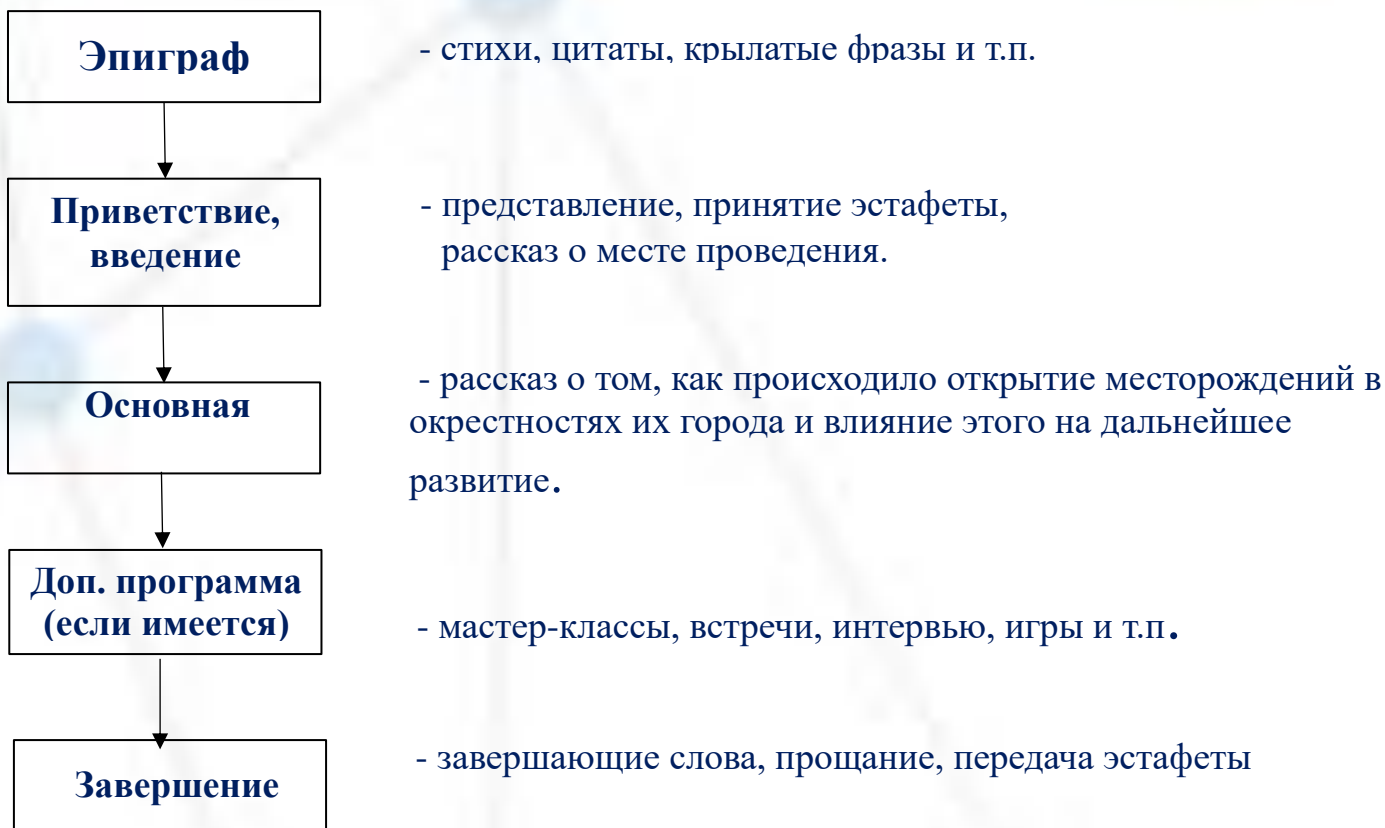 Эпиграф
- стихи, цитаты, крылатые фразы и т.п.
Приветствие,
введение
- представление, принятие эстафеты,
рассказ о месте проведения.
Основная
- рассказ о том, как происходило открытие месторождений в
окрестностях их города и влияние этого на дальнейшее
развитие.
Доп. программа
(если имеется)
- мастер-классы, встречи, интервью, игры и т.п.
Завершение
- завершающие слова, прощание, передача эстафеты